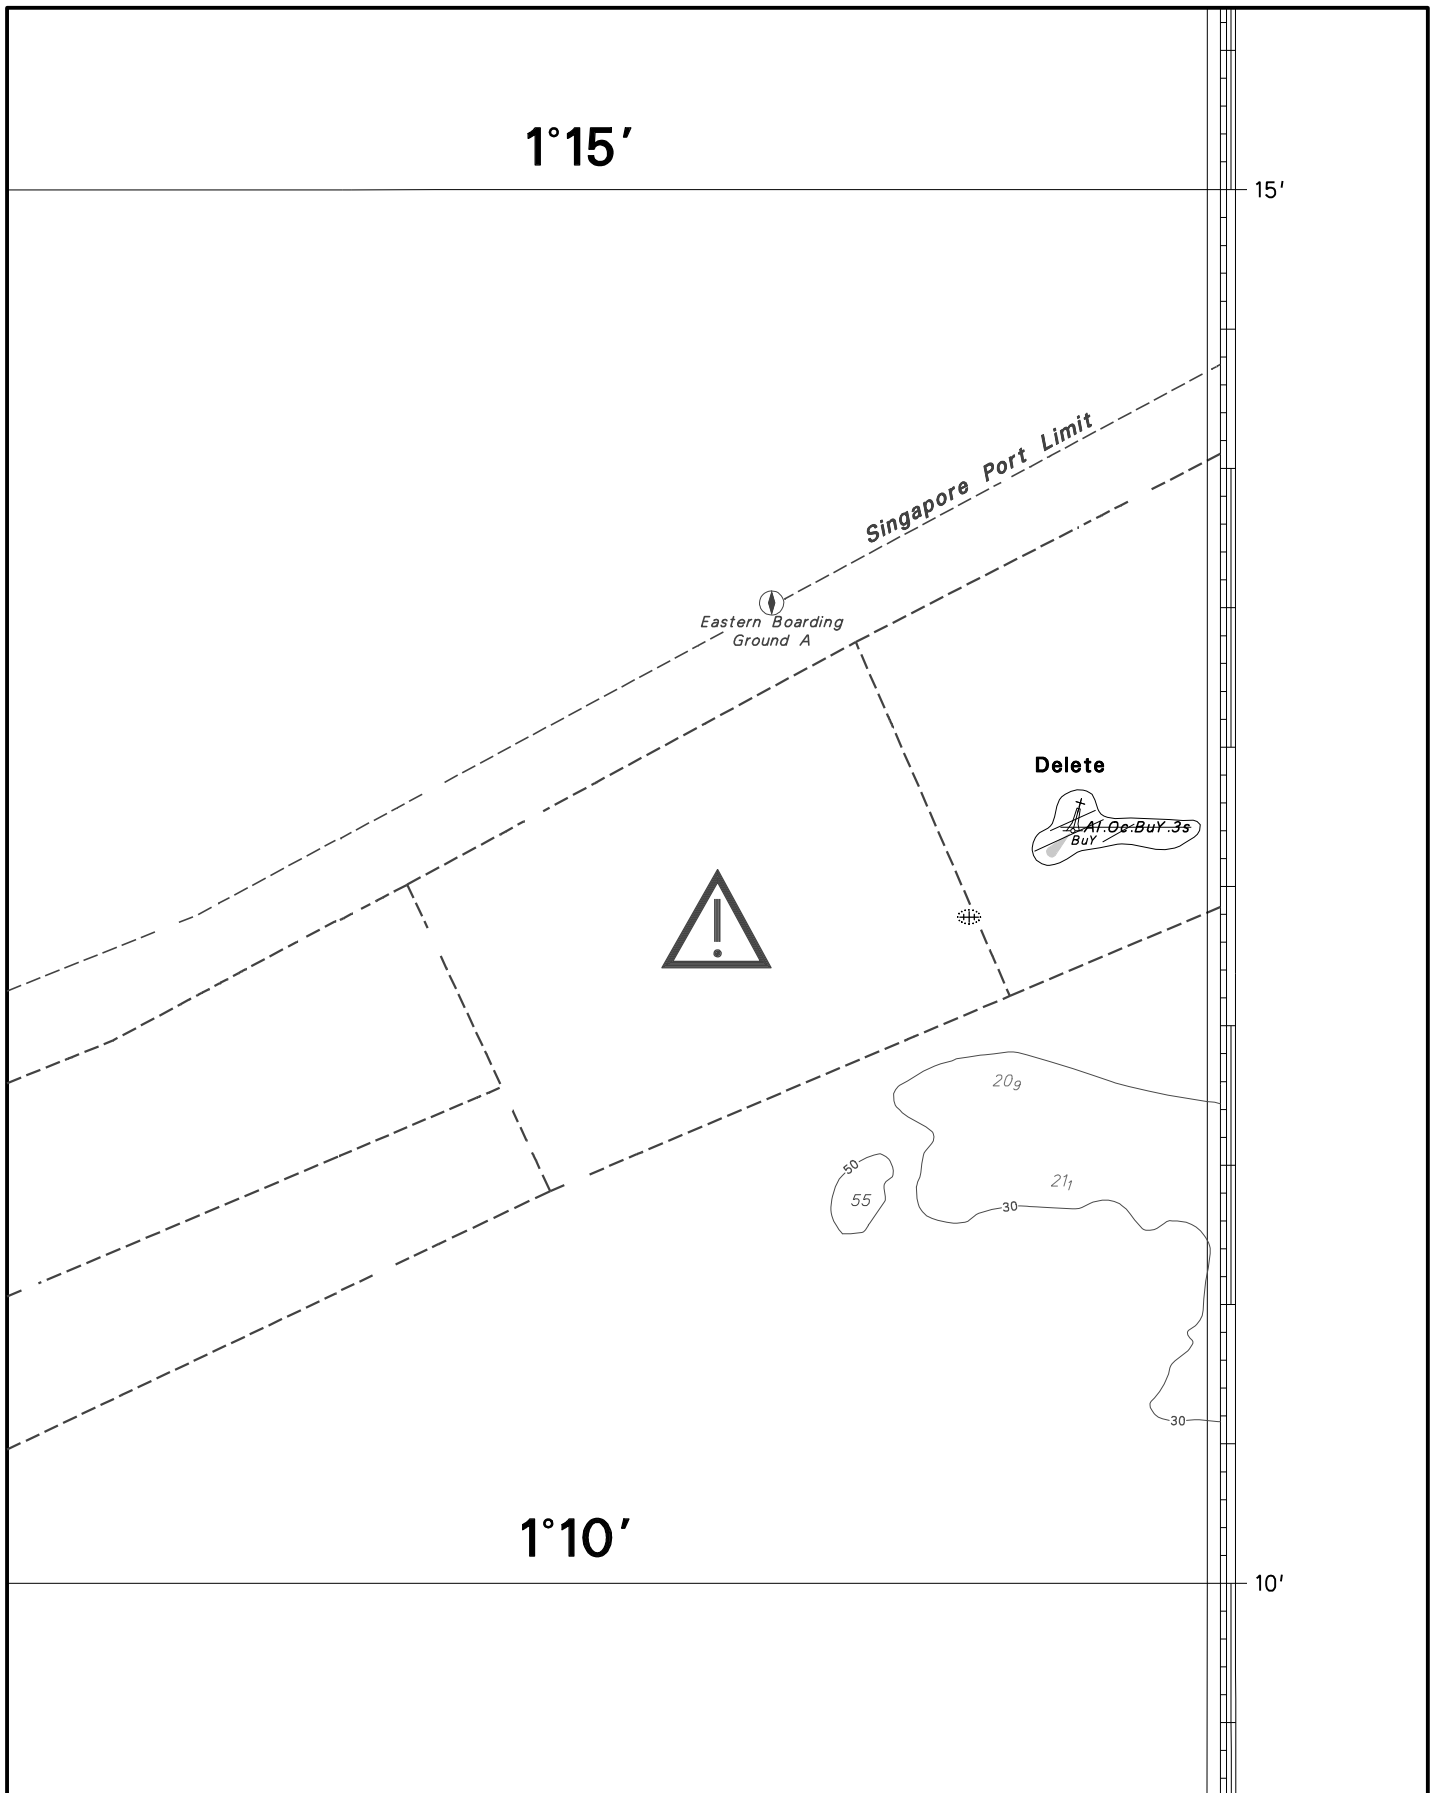 1°15′
15′
Singapore Port Limit
Eastern Boarding
Ground A
Delete
Al.Oc.BuY.3s
BuY
20₉
50
55
21₁
30
30
1°10′
10′